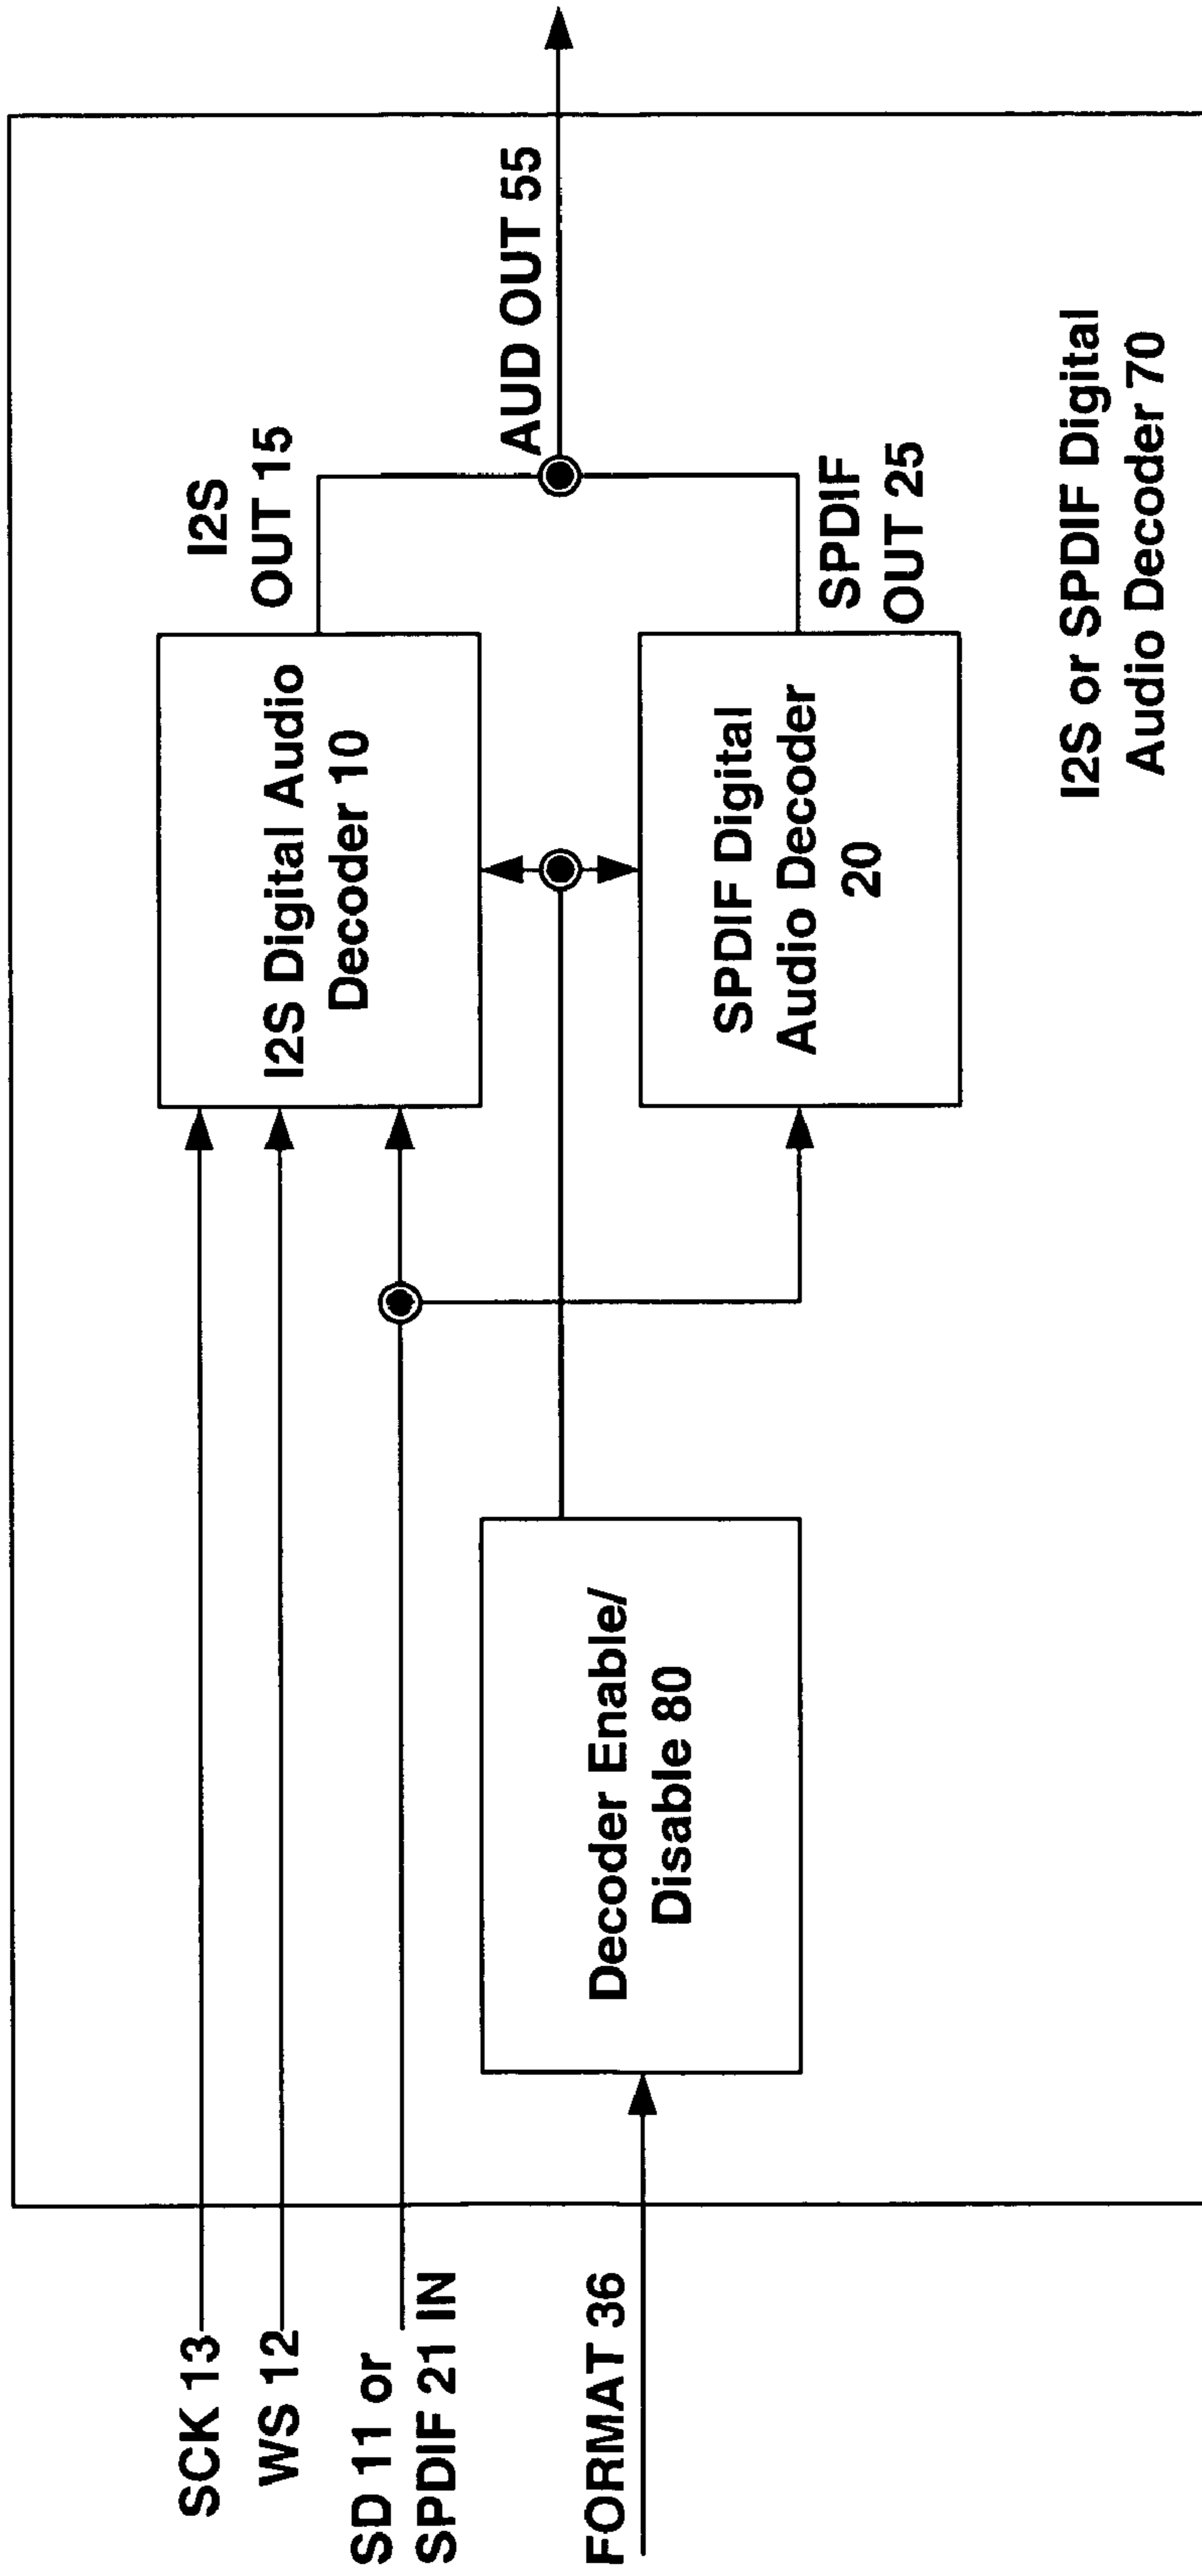 SCK 13
WS 12
SD 11 or
SPDIF 21 IN
FORMAT 36
Decoder Enable/
Disable 80
I2S Digital Audio
Decoder 10
SPDIF Digital
Audio Decoder
20
I2S
OUT 15
SPDIF
OUT 25
AUD OUT 55
I2S or SPDIF Digital
Audio Decoder 70